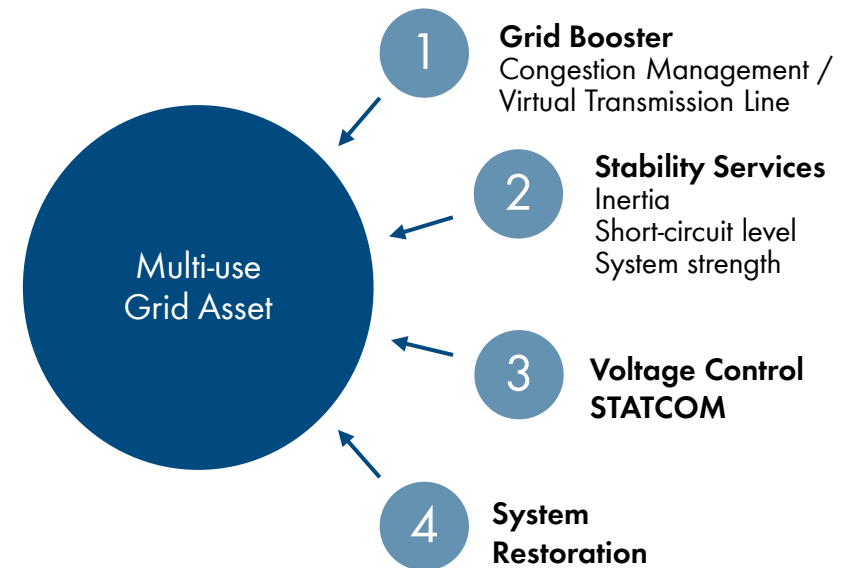 1
Grid Booster
Congestion Management /
Virtual Transmission Line
2
Stability Services
Inertia
Short-circuit level
System strength
Multi-use
Grid Asset
3
Voltage Control
STATCOM
4
System
Restoration